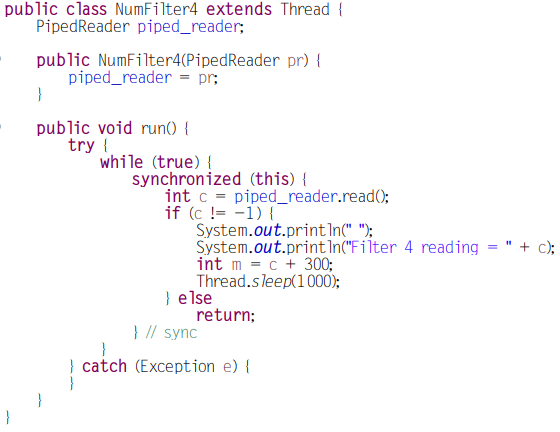 public class NumFilter4 extends Thread {
    PipedReader piped_reader;

    public NumFilter4(PipedReader pr) {
        piped_reader = pr;
    }

    public void run() {
        try {
            while (true) {
                synchronized (this) {
                    int c = piped_reader.read();
                    if (c != -1) {
                        System.out.println(" ");
                        System.out.println("Filter 4 reading = " + c);
                        int m = c + 300;
                        Thread.sleep(1000);
                    } else
                        return;
                } // sync
            }
        } catch (Exception e) {
        }
    }
}